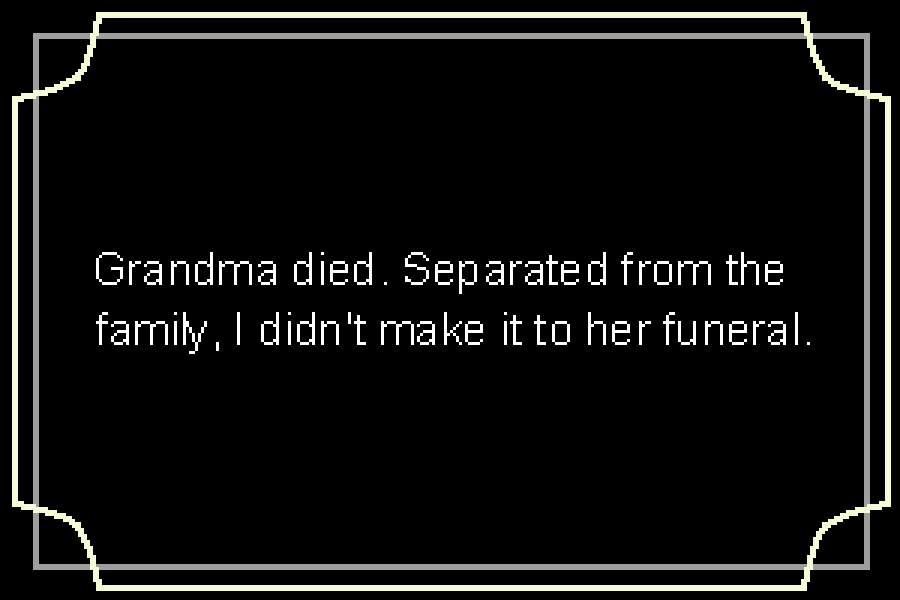 Grandma died. Separated from the
family, I didn't make it to her funeral.